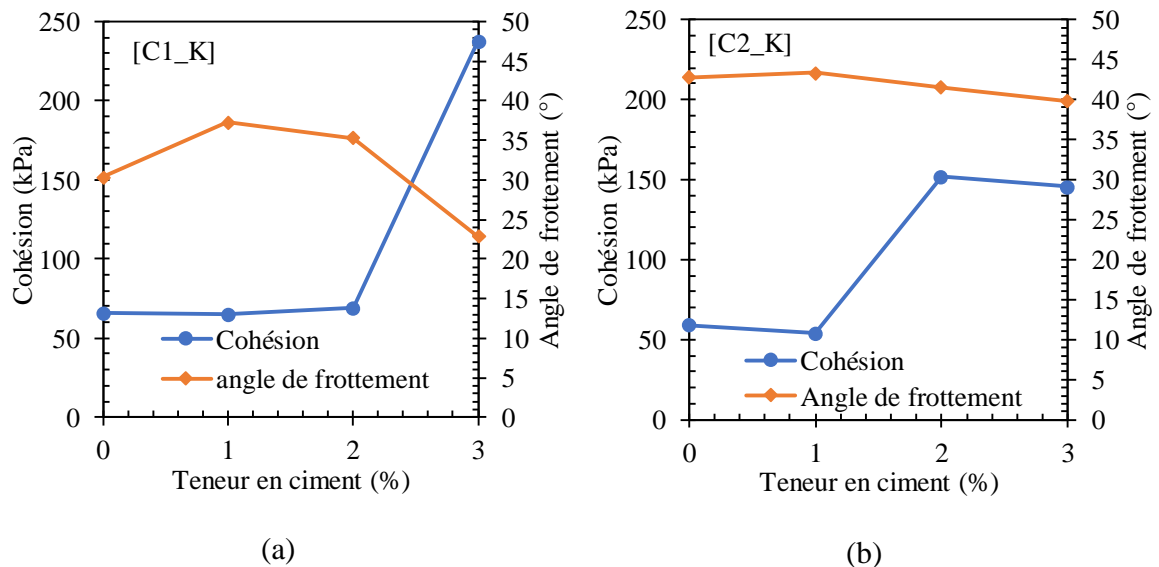 [C1_K]
Cohésion (kPa)
250
200
150
100
50
0
50
45
40
35
30
25
20
15
10
5
0
Angle de frottement (°)
Cohésion
angle de frottement
0 1 2 3
Teneur en ciment (%)
(a)
[C2_K]
Cohésion (kPa)
250
200
150
100
50
0
50
45
40
35
30
25
20
15
10
5
0
Angle de frottement (°)
Cohésion
Angle de frottement
0 1 2 3
Teneur en ciment (%)
(b)